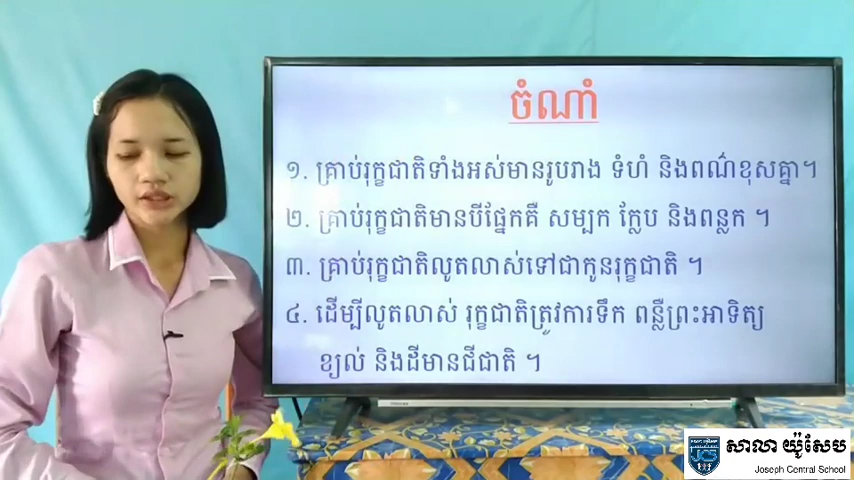 ចំណាំ
១. គ្រាប់រុក្ខជាតិទាំងអស់មានរូបរាង ទំហំ និងពណ៌ខុសគ្នា។
២. គ្រាប់រុក្ខជាតិមានបីផ្នែកគឺ សម្បក ក្លែប និងពន្លក ។
៣. គ្រាប់រុក្ខជាតិលូតលាស់ទៅជាកូនរុក្ខជាតិ ។
៤. ដើម្បីលូតលាស់ រុក្ខជាតិត្រូវការទឹក ពន្លឺព្រះអាទិត្យ
ខ្យល់ និងដីមានជីជាតិ ។
សាលា យ៉ូសែប
JCS
Joseph Central School